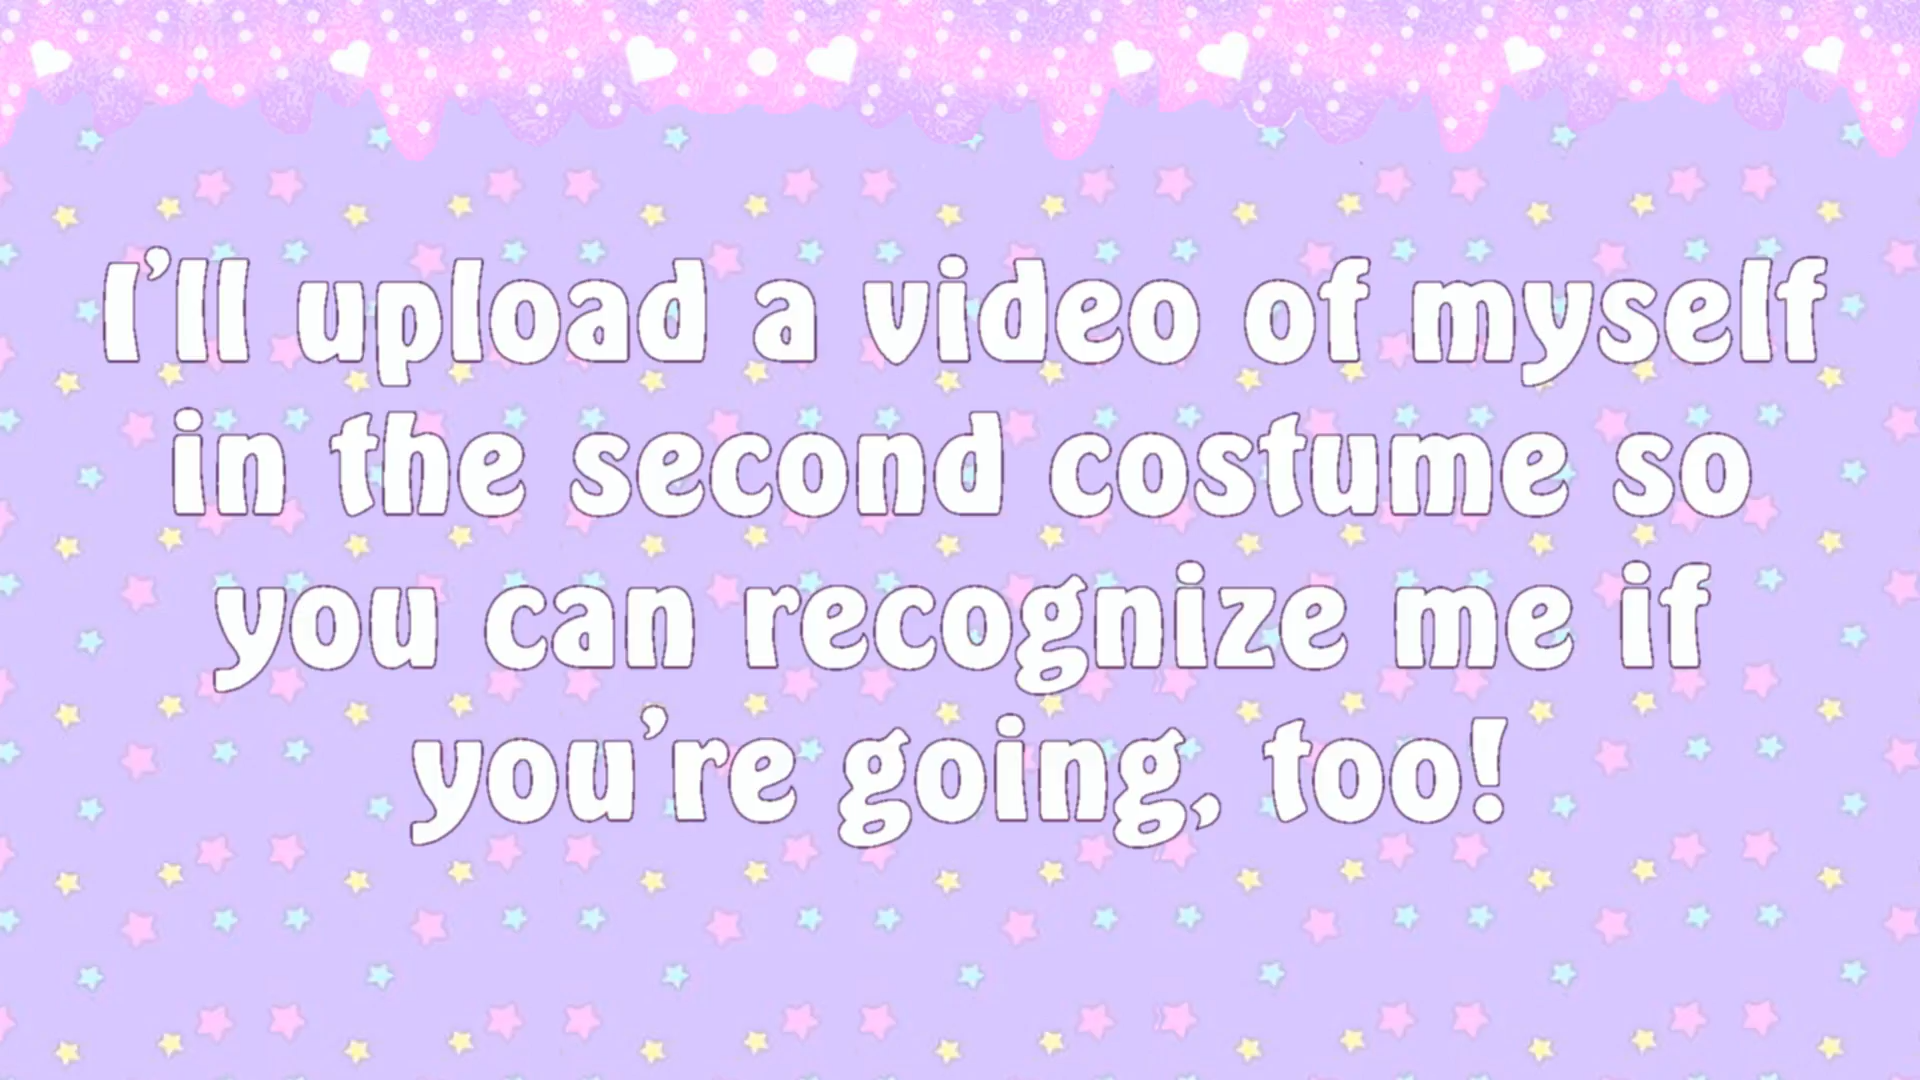 I’ll upload a video of myself
in the second costume so
you can recognize me if
you’re going, too!